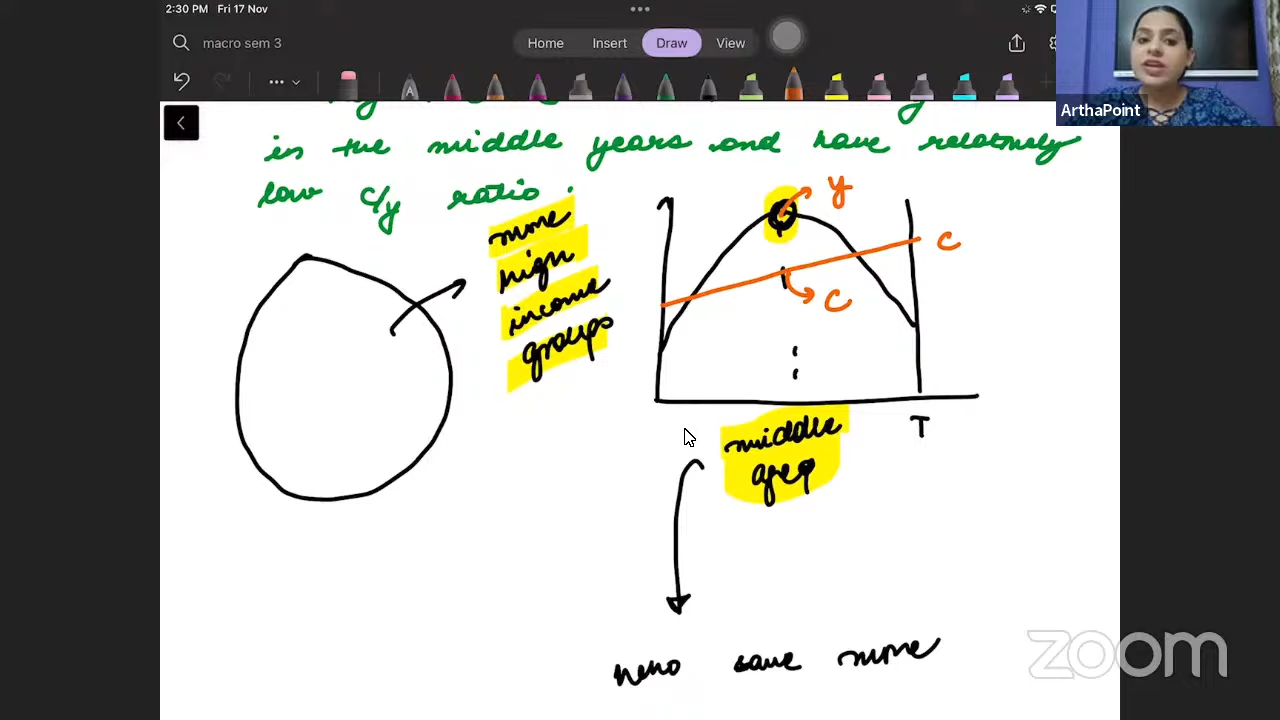 2:30 PM Fri 17 Nov
macro sem 3
Home Insert Draw View
A
ArthaPoint
in the middle years and have relatively
low c/y ratio.
more
high
income
groups
y
c
c
T
middle
age
who save more
zoom